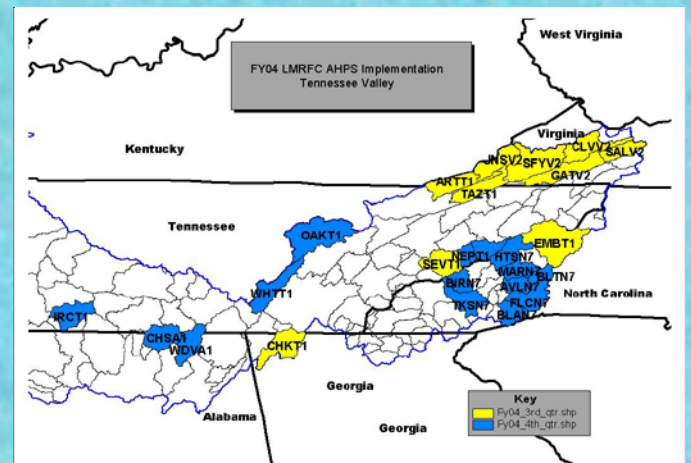 West Virginia
FY04 LMRFC AHPS Implementation
Tennessee Valley
Virginia
CLVV2
SALV2
JNSV2
SFYV2
Kentucky
GATV2
ARTT1
TAZT1
Tennessee
OAKT1
EMBT1
NEPT1
HTSN7
SEVT1
MARN7
BLTN7
BIRN7
AVLN7
WHTT1
North Carolina
TKSN7
FLCN7
BLAN7
IRCT1
CHSA1
WDVA1
CHKT1
Georgia
Key
Fy04_3rd_qtr.shp
Fy04_4th_qtr.shp
Alabama
Georgia